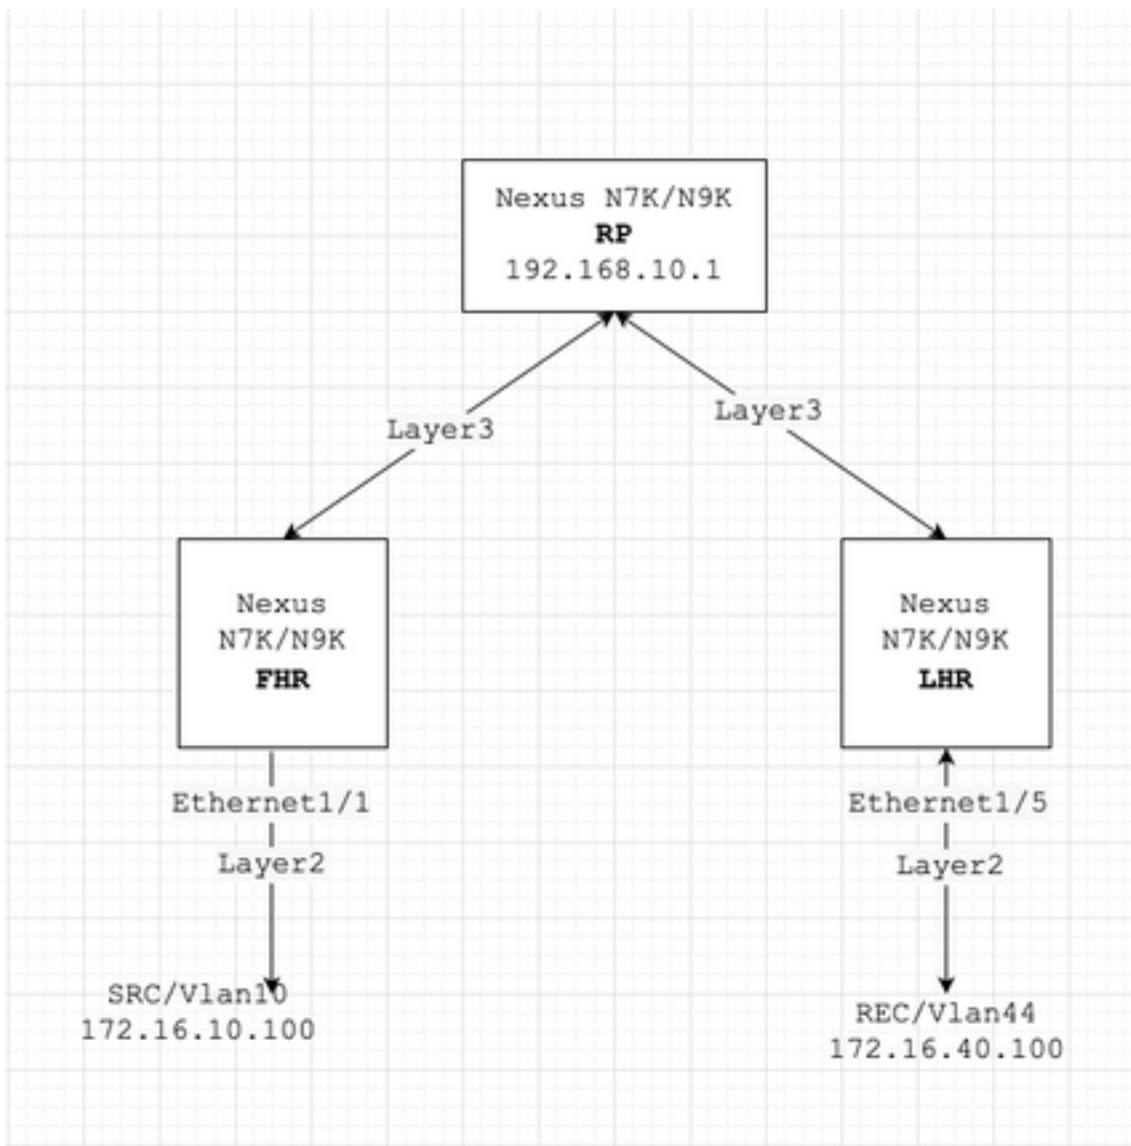 Nexus N7K/N9K
RP
192.168.10.1
Layer3
Layer3
Nexus
N7K/N9K
FHR
Nexus
N7K/N9K
LHR
Ethernet1/1
Layer2
Ethernet1/5
Layer2
SRC/Vlan10
172.16.10.100
REC/Vlan44
172.16.40.100